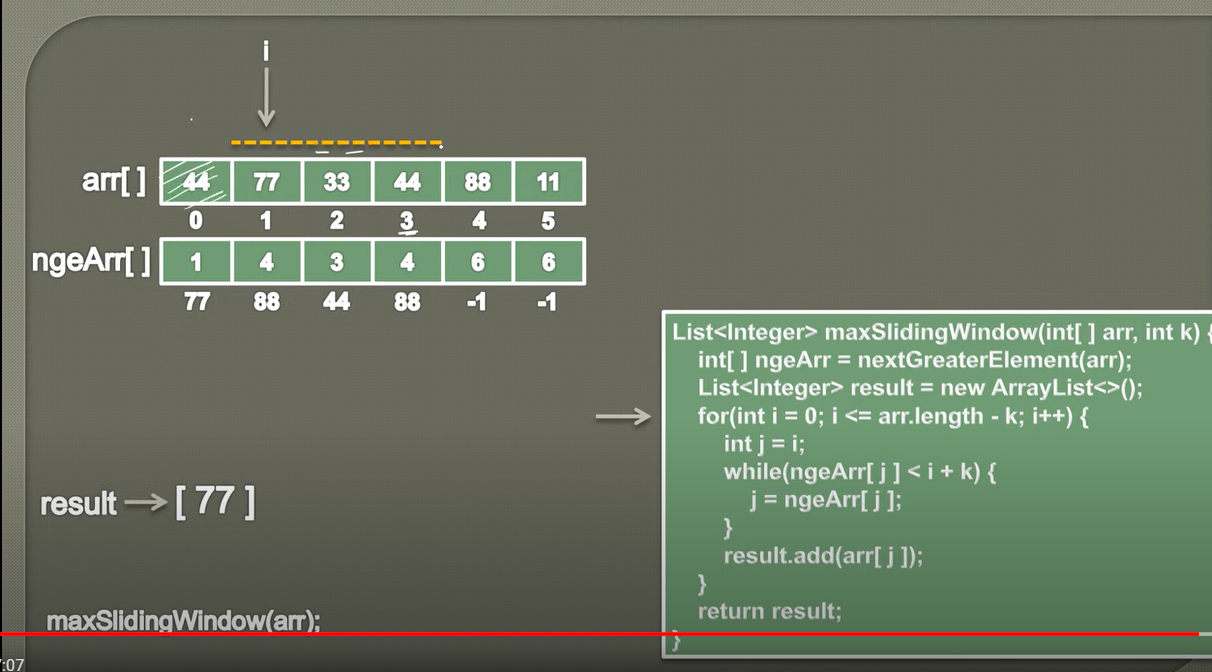 i
arr[ ] 44 77 33 44 88 11
0 1 2 3 4 5
ngeArr[ ] 1 4 3 4 6 6
77 88 44 88 -1 -1
result [ 77 ]
maxSlidingWindow(arr);
List<Integer> maxSlidingWindow(int[ ] arr, int k) {
int[ ] ngeArr = nextGreaterElement(arr);
List<Integer> result = new ArrayList<>();
for(int i = 0; i <= arr.length - k; i++) {
int j = i;
while(ngeArr[ j ] < i + k) {
j = ngeArr[ j ];
}
result.add(arr[ j ]);
}
return result;
}
:07